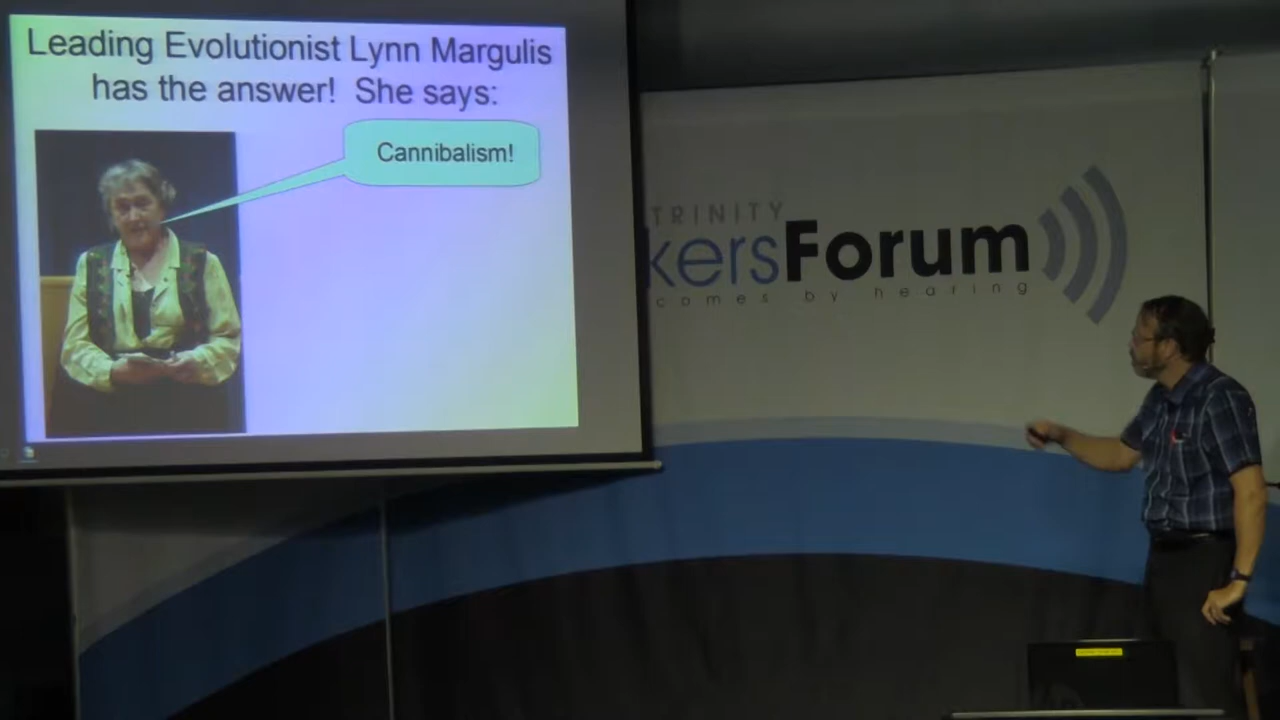 Leading Evolutionist Lynn Margulis
has the answer! She says:
Cannibalism!
TRINITY
kersForum
comes by hearing